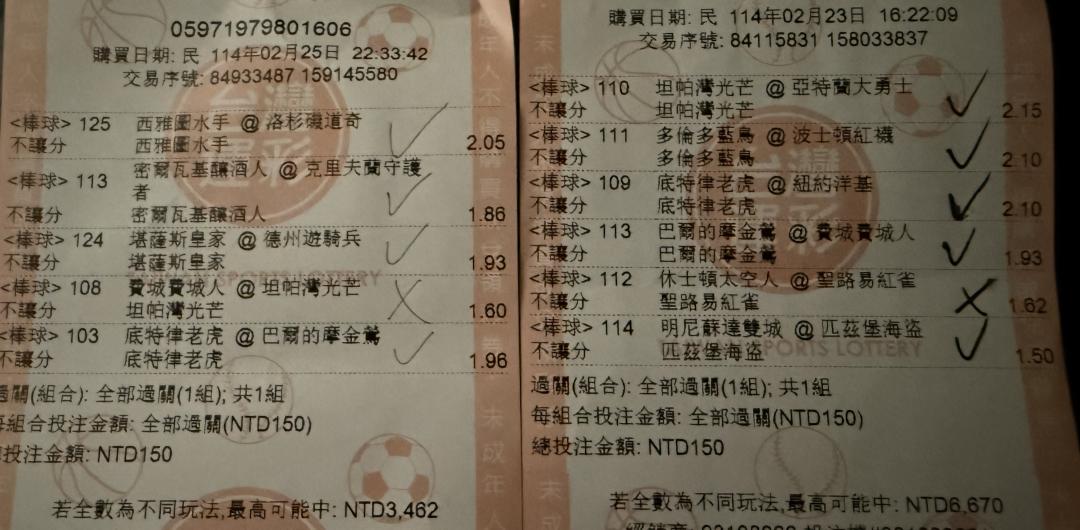 05971979801606
購買日期: 民 114年02月25日 22:33:42
交易序號: 84933487 159145580
<棒球> 125 西雅圖水手 @ 洛杉磯道奇
不讓分 西雅圖水手 2.05
<棒球> 113 密爾瓦基釀酒人 @ 克里夫蘭守護者
不讓分 密爾瓦基釀酒人 1.86
<棒球> 124 堪薩斯皇家 @ 德州遊騎兵
不讓分 堪薩斯皇家 1.93
<棒球> 108 費城費城人 @ 坦帕灣光芒
不讓分 坦帕灣光芒 1.60
<棒球> 103 底特律老虎 @ 巴爾的摩金鶯
不讓分 底特律老虎 1.96
過關(組合): 全部過關(1組); 共1組
每組合投注金額: 全部過關(NTD150)
總投注金額: NTD150
若全數為不同玩法,最高可能中: NTD3,462
購買日期: 民 114年02月23日 16:22:09
交易序號: 84115831 158033837
<棒球> 110 坦帕灣光芒 @ 亞特蘭大勇士
不讓分 坦帕灣光芒 2.15
<棒球> 111 多倫多藍鳥 @ 波士頓紅襪
不讓分 多倫多藍鳥 2.10
<棒球> 109 底特律老虎 @ 紐約洋基
不讓分 底特律老虎 2.10
<棒球> 113 巴爾的摩金鶯 @ 費城費城人
不讓分 巴爾的摩金鶯 1.93
<棒球> 112 休士頓太空人 @ 聖路易紅雀
不讓分 聖路易紅雀 1.62
<棒球> 114 明尼蘇達雙城 @ 匹茲堡海盜
不讓分 匹茲堡海盜 1.50
過關(組合): 全部過關(1組); 共1組
每組合投注金額: 全部過關(NTD150)
總投注金額: NTD150
若全數為不同玩法,最高可能中: NTD6,670